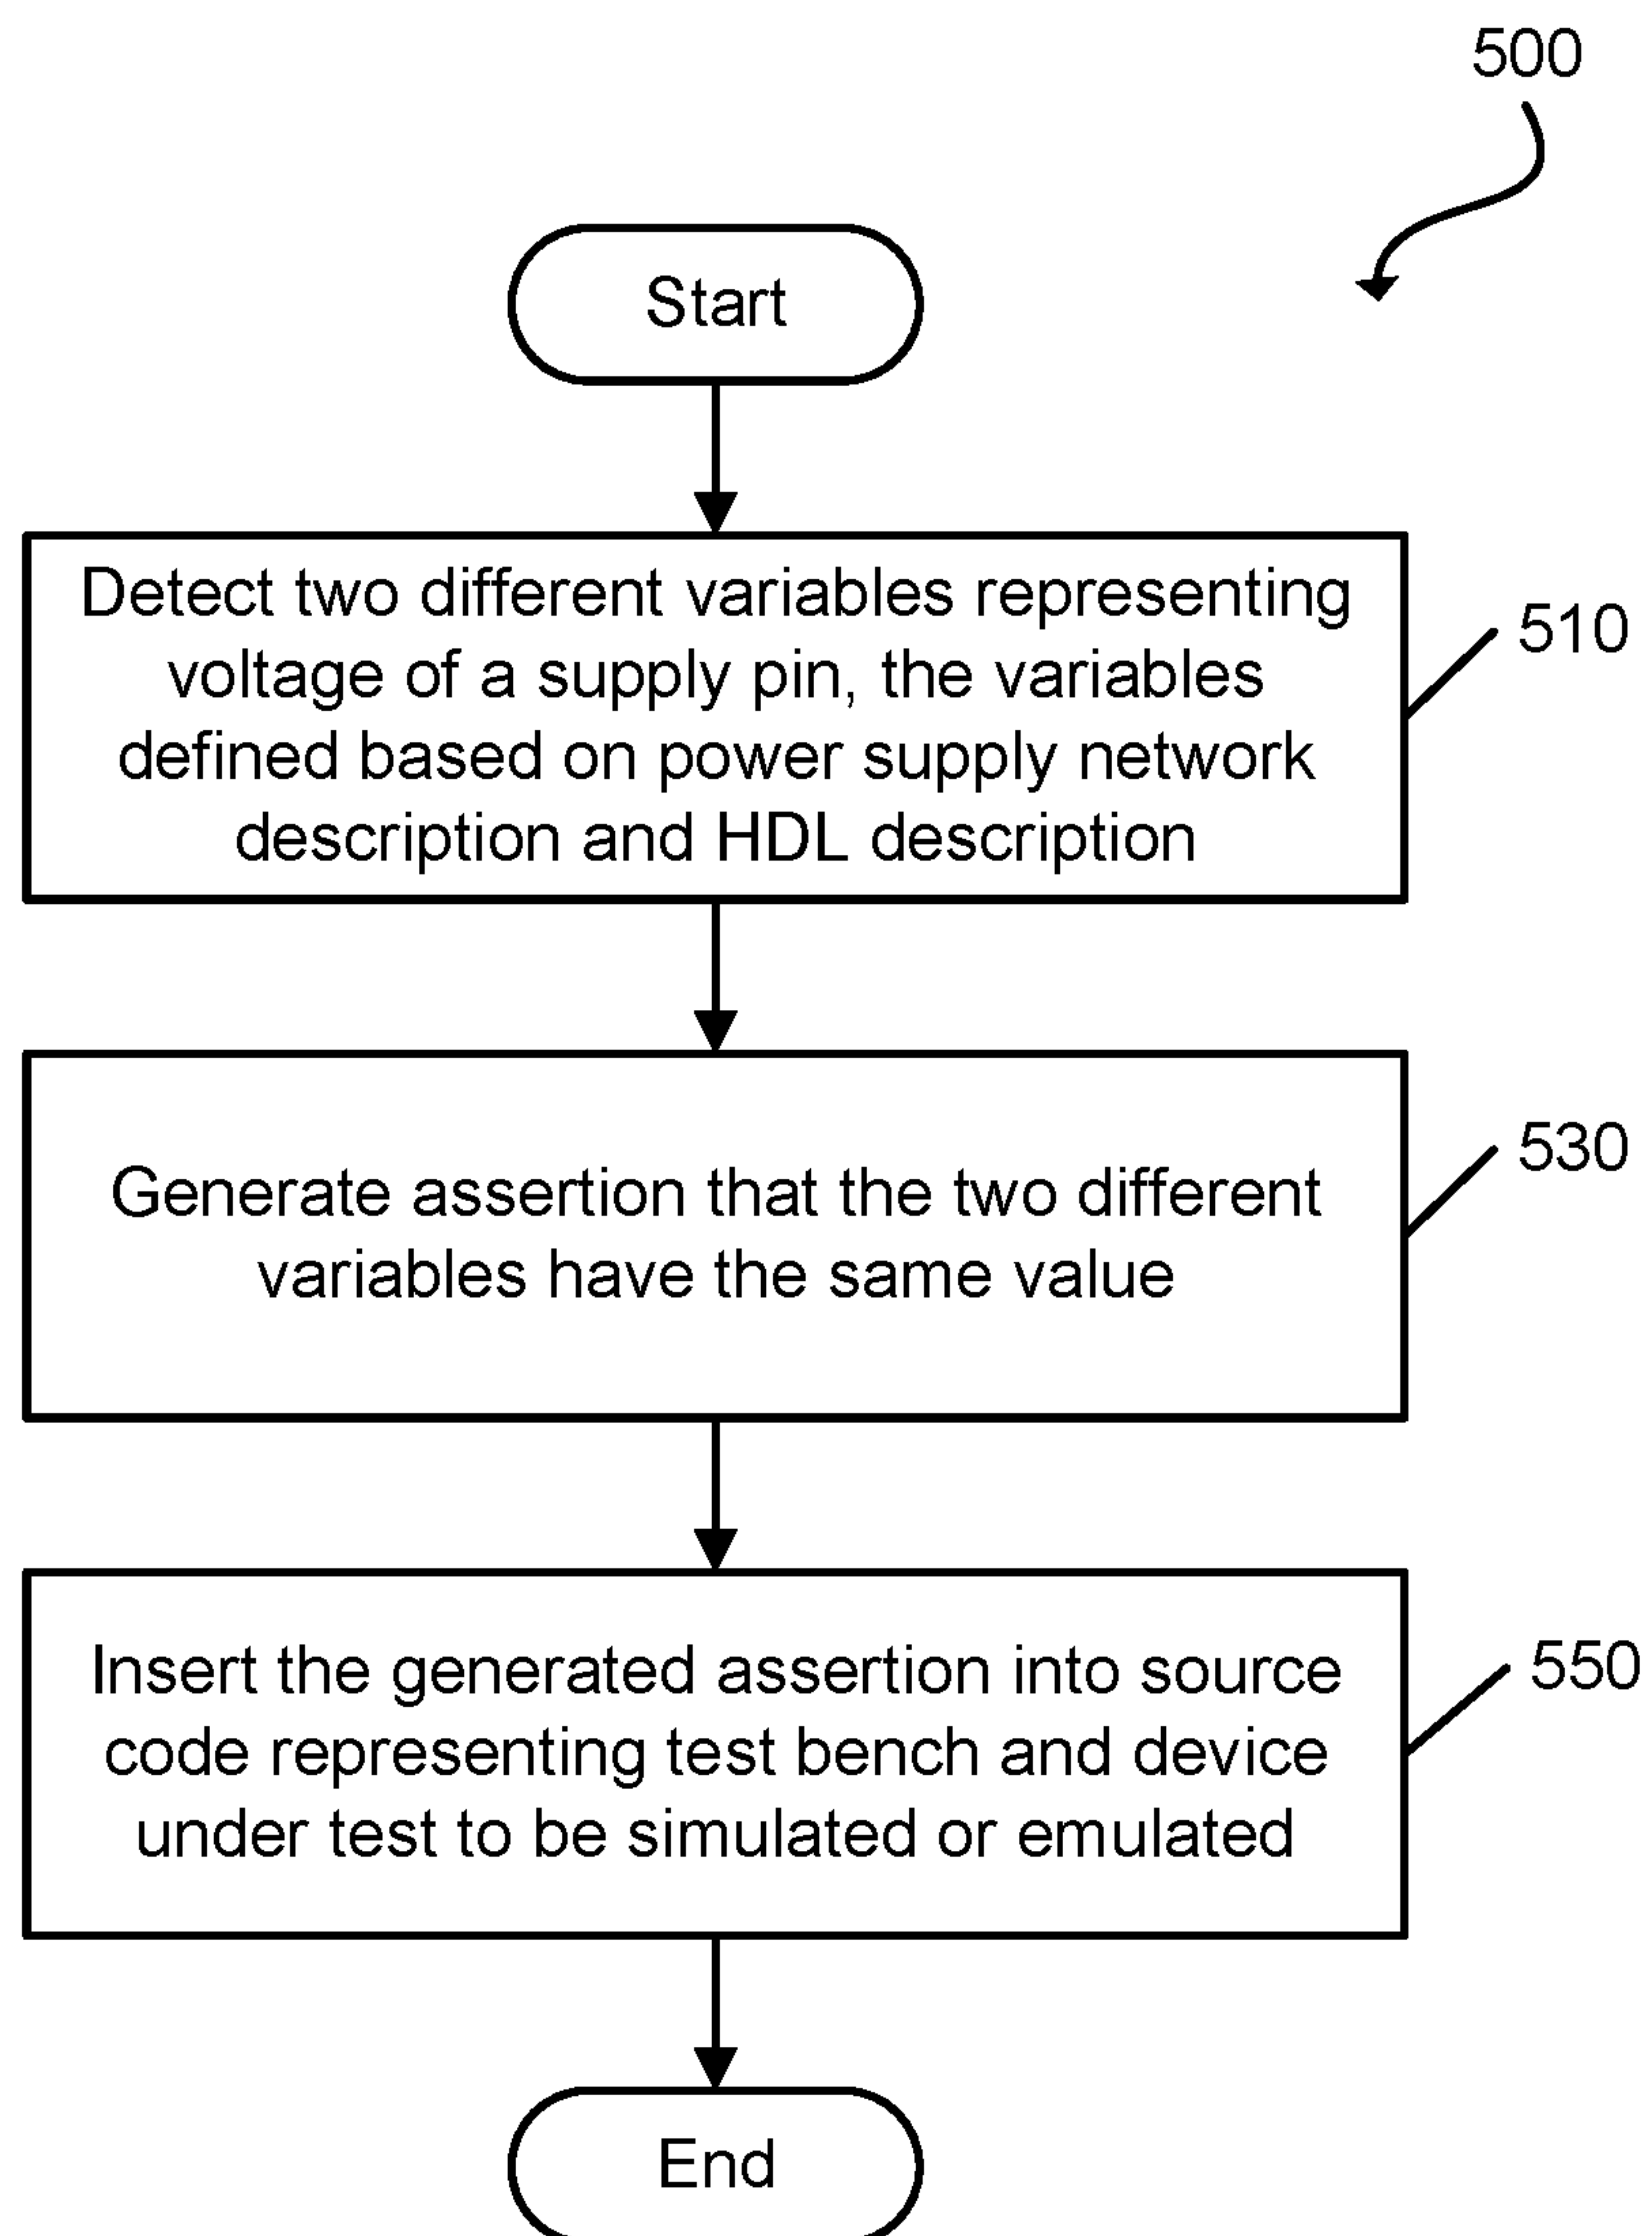 500
Start
Detect two different variables representing
voltage of a supply pin, the variables
defined based on power supply network
description and HDL description
510
Generate assertion that the two different
variables have the same value
530
Insert the generated assertion into source
code representing test bench and device
under test to be simulated or emulated
550
End